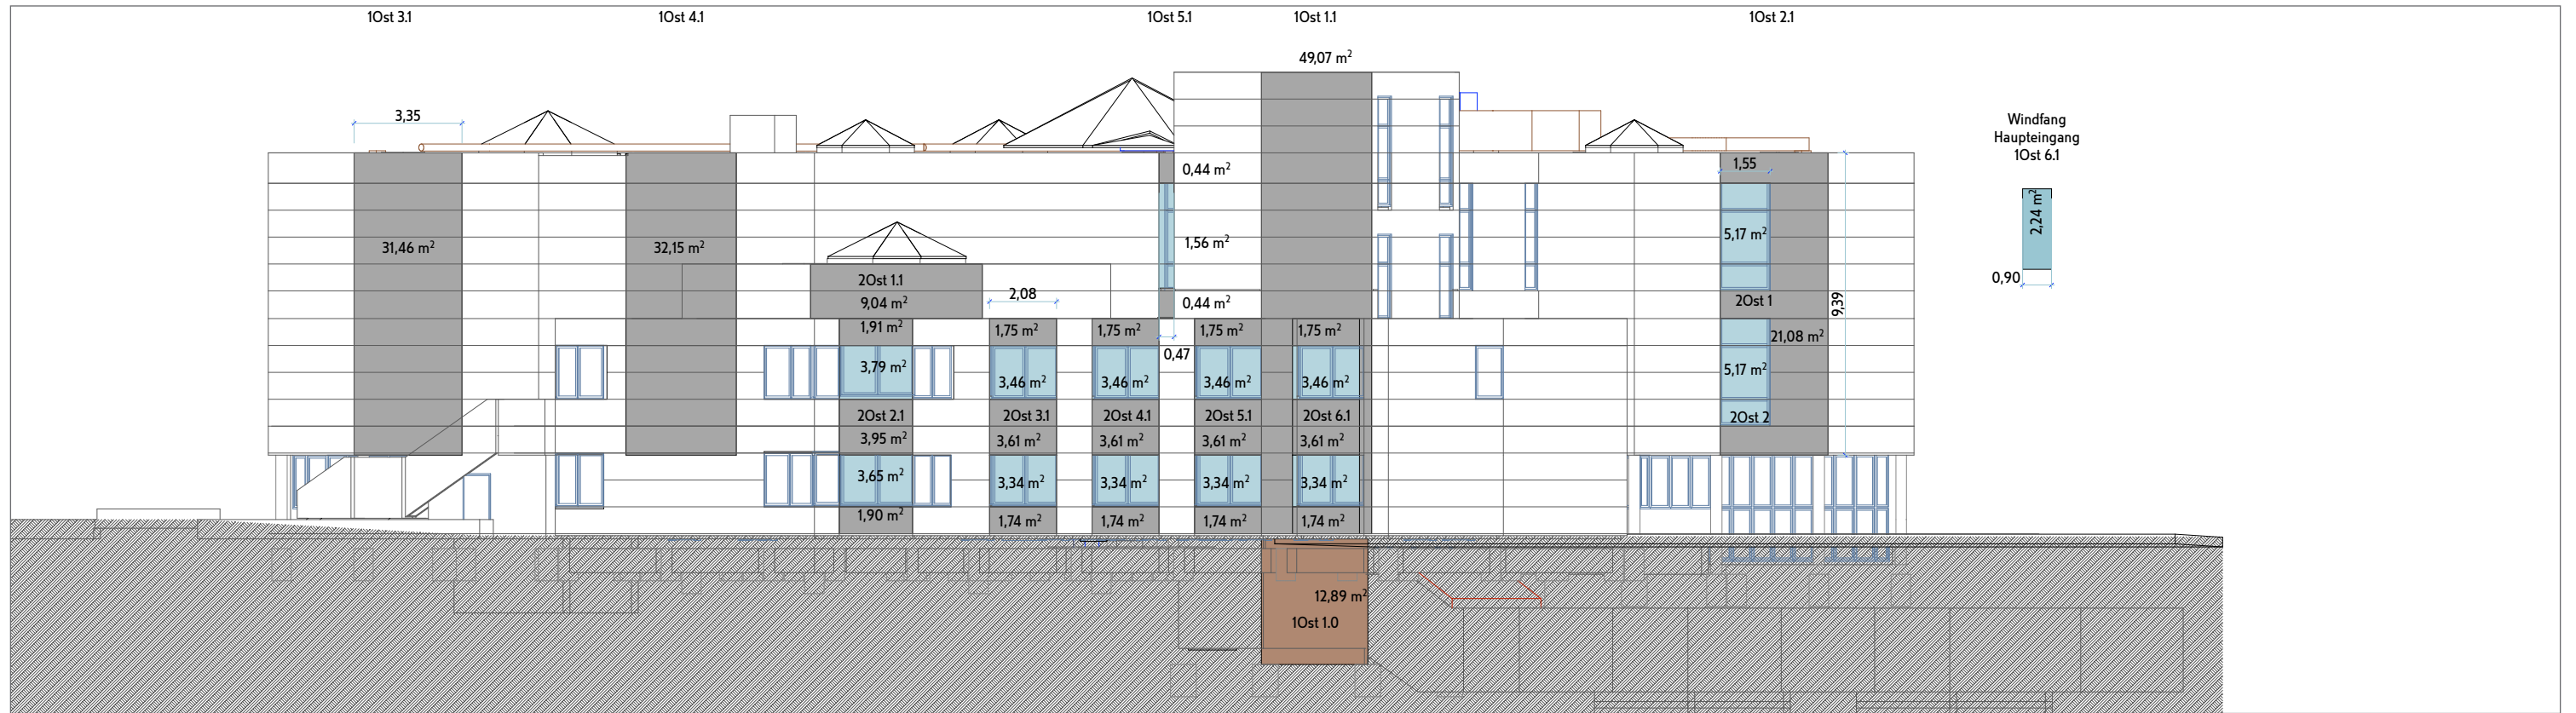 1Ost 3.1
1Ost 4.1
1Ost 5.1
1Ost 1.1
1Ost 2.1
49,07 m²
3,35
Windfang
Haupteingang
1Ost 6.1
0,44 m²
1,55
2,24 m²
31,46 m²
32,15 m²
1,56 m²
5,17 m²
2Ost 1.1
0,90
9,04 m²
2,08
0,44 m²
2Ost 1
9,39
1,91 m²
1,75 m²
1,75 m²
1,75 m²
1,75 m²
21,08 m²
0,47
3,79 m²
3,46 m²
3,46 m²
3,46 m²
3,46 m²
5,17 m²
2Ost 2.1
2Ost 3.1
2Ost 4.1
2Ost 5.1
2Ost 6.1
2Ost 2
3,95 m²
3,61 m²
3,61 m²
3,61 m²
3,61 m²
3,65 m²
3,34 m²
3,34 m²
3,34 m²
3,34 m²
1,90 m²
1,74 m²
1,74 m²
1,74 m²
1,74 m²
12,89 m²
1Ost 1.0